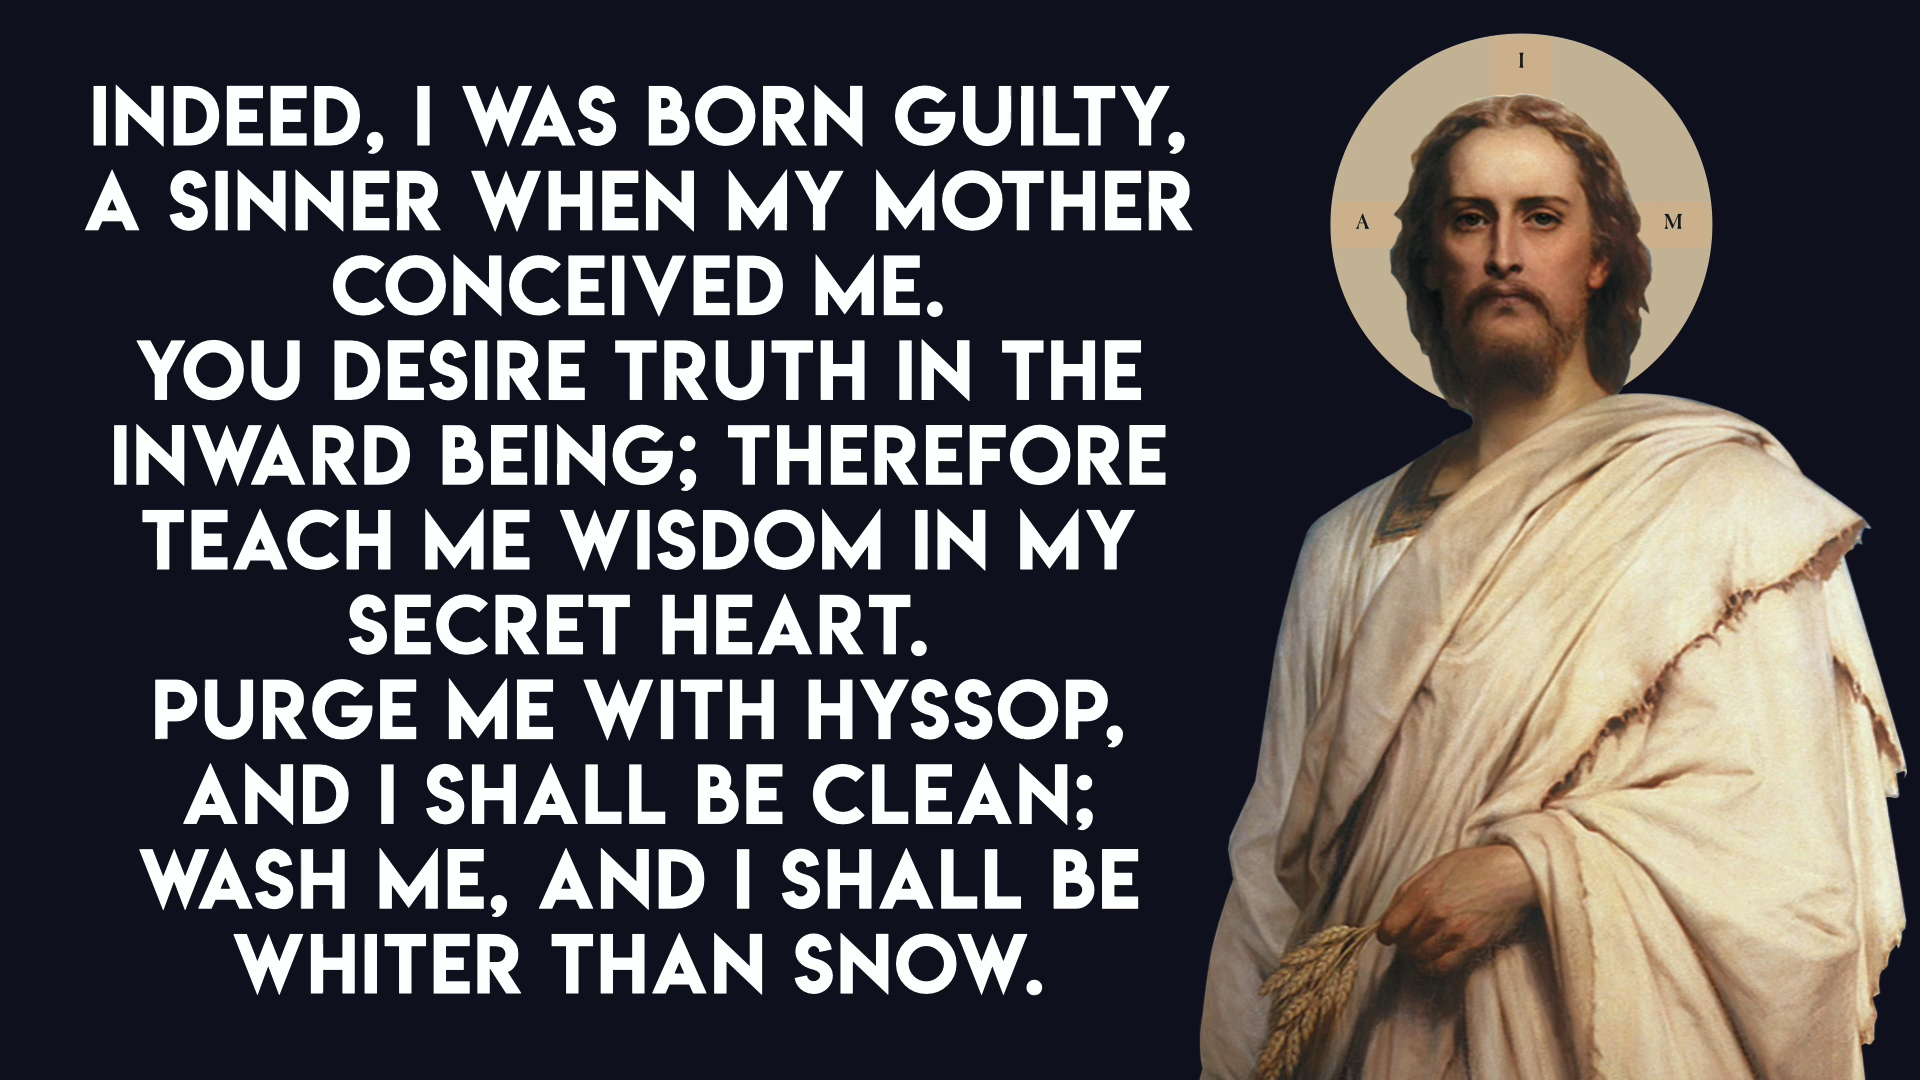 INDEED, I WAS BORN GUILTY,
A SINNER WHEN MY MOTHER
CONCEIVED ME.
YOU DESIRE TRUTH IN THE
INWARD BEING; THEREFORE
TEACH ME WISDOM IN MY
SECRET HEART.
PURGE ME WITH HYSSOP,
AND I SHALL BE CLEAN;
WASH ME, AND I SHALL BE
WHITER THAN SNOW.
I
A M